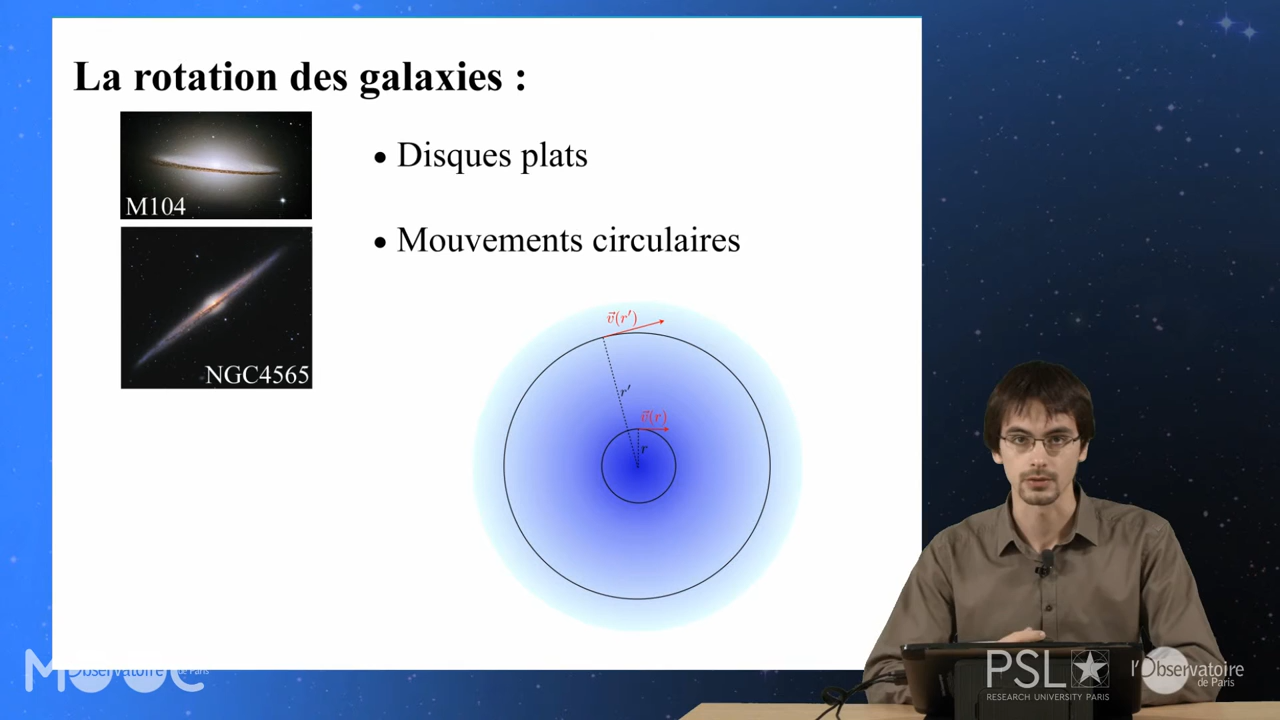 La rotation des galaxies :
M104
NGC4565
• Disques plats
• Mouvements circulaires
v⃗(r′)
r′
v⃗(r)
r
MOOC
Observatoire de Paris
PSL
RESEARCH UNIVERSITY PARIS
l'Observatoire
de Paris